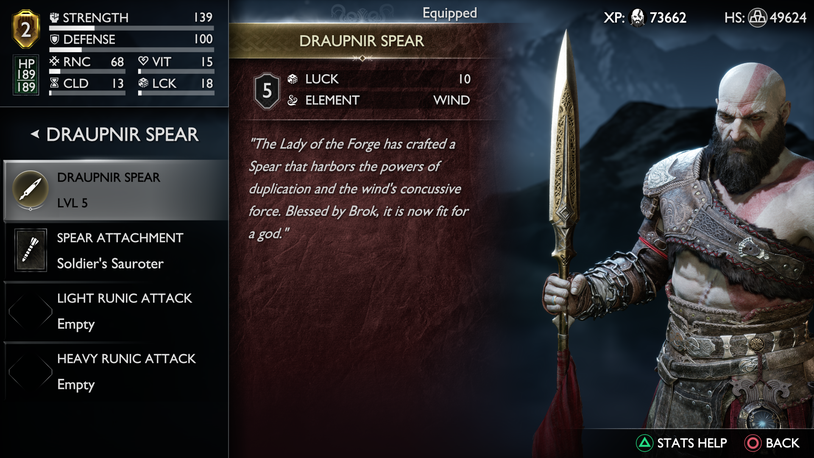 Equipped
XP: 73662 HS: 49624
2
STRENGTH 139
DEFENSE 100
HP
189
189
RNC 68 VIT 15
CLD 13 LCK 18
DRAUPNIR SPEAR
DRAUPNIR SPEAR
LVL 5
SPEAR ATTACHMENT
Soldier's Sauroter
LIGHT RUNIC ATTACK
Empty
HEAVY RUNIC ATTACK
Empty
DRAUPNIR SPEAR
5
LUCK 10
ELEMENT WIND
"The Lady of the Forge has crafted a
Spear that harbors the powers of
duplication and the wind's concussive
force. Blessed by Brok, it is now fit for
a god."
STATS HELP BACK